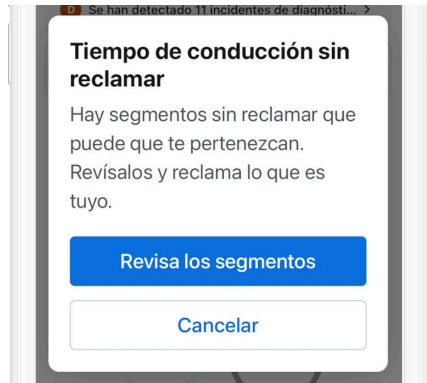 D Se han detectado 11 incidentes de diagnósti... >
Tiempo de conducción sin
reclamar
Hay segmentos sin reclamar que
puede que te pertenezcan.
Revísalos y reclama lo que es
tuyo.
Revisa los segmentos
Cancelar